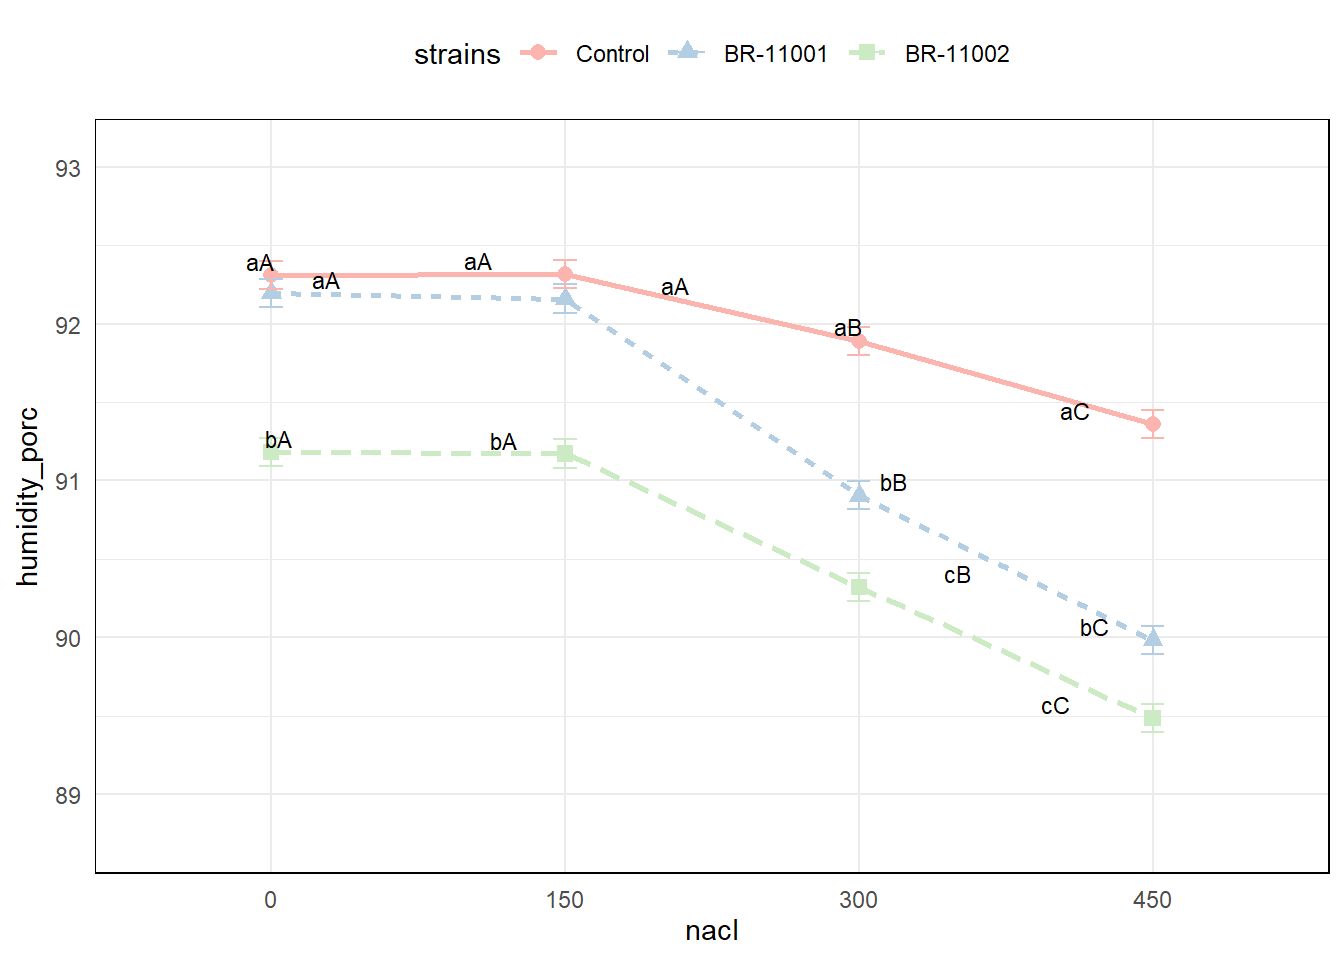 strains Control BR-11001 BR-11002
93
aA aA aA aA aB
92
aC
bA bA
91
bB
cB
90
bC
cC
89
humidity_porc
0 150 300 450
nacl